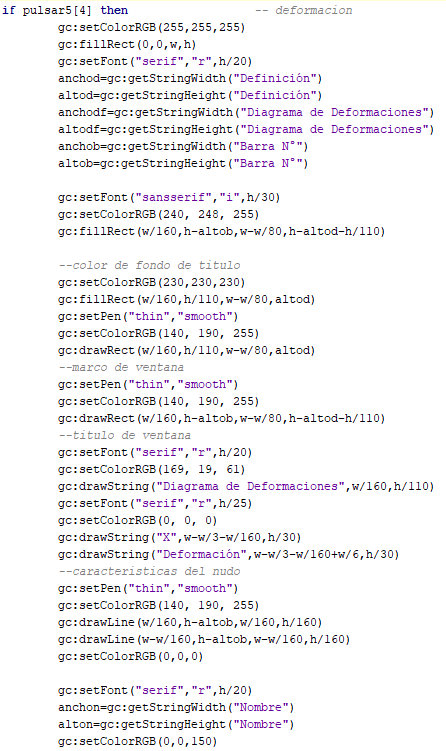 if pulsar5[4] then -- deformacion
gc:setColorRGB(255,255,255)
gc:fillRect(0,0,w,h)
gc:setFont("serif","r",h/20)
anchod=gc:getStringWidth("Definición")
altod=gc:getStringHeight("Definición")
anchodf=gc:getStringWidth("Diagrama de Deformaciones")
altodf=gc:getStringHeight("Diagrama de Deformaciones")
anchob=gc:getStringWidth("Barra N°")
altob=gc:getStringHeight("Barra N°")
gc:setFont("sansserif","i",h/30)
gc:setColorRGB(240, 248, 255)
gc:fillRect(w/160,h-altob,w-w/80,h-altod-h/110)
--color de fondo de titulo
gc:setColorRGB(230,230,230)
gc:fillRect(w/160,h/110,w-w/80,altod)
gc:setPen("thin","smooth")
gc:setColorRGB(140, 190, 255)
gc:drawRect(w/160,h/110,w-w/80,altod)
--marco de ventana
gc:setPen("thin","smooth")
gc:setColorRGB(140, 190, 255)
gc:drawRect(w/160,h-altob,w-w/80,h-altod-h/110)
--titulo de ventana
gc:setFont("serif","r",h/20)
gc:setColorRGB(169, 19, 61)
gc:drawString("Diagrama de Deformaciones",w/160,h/110)
gc:setFont("serif","r",h/25)
gc:setColorRGB(0, 0, 0)
gc:drawString("X",w-w/3-w/160,h/30)
gc:drawString("Deformación",w-w/3-w/160+w/6,h/30)
--caracteristicas del nudo
gc:setPen("thin","smooth")
gc:setColorRGB(140, 190, 255)
gc:drawLine(w/160,h-altob,w/160,h/160)
gc:drawLine(w-w/160,h-altob,w-w/160,h/160)
gc:setColorRGB(0,0,0)
gc:setFont("serif","r",h/20)
anchon=gc:getStringWidth("Nombre")
alton=gc:getStringHeight("Nombre")
gc:setColorRGB(0,0,150)